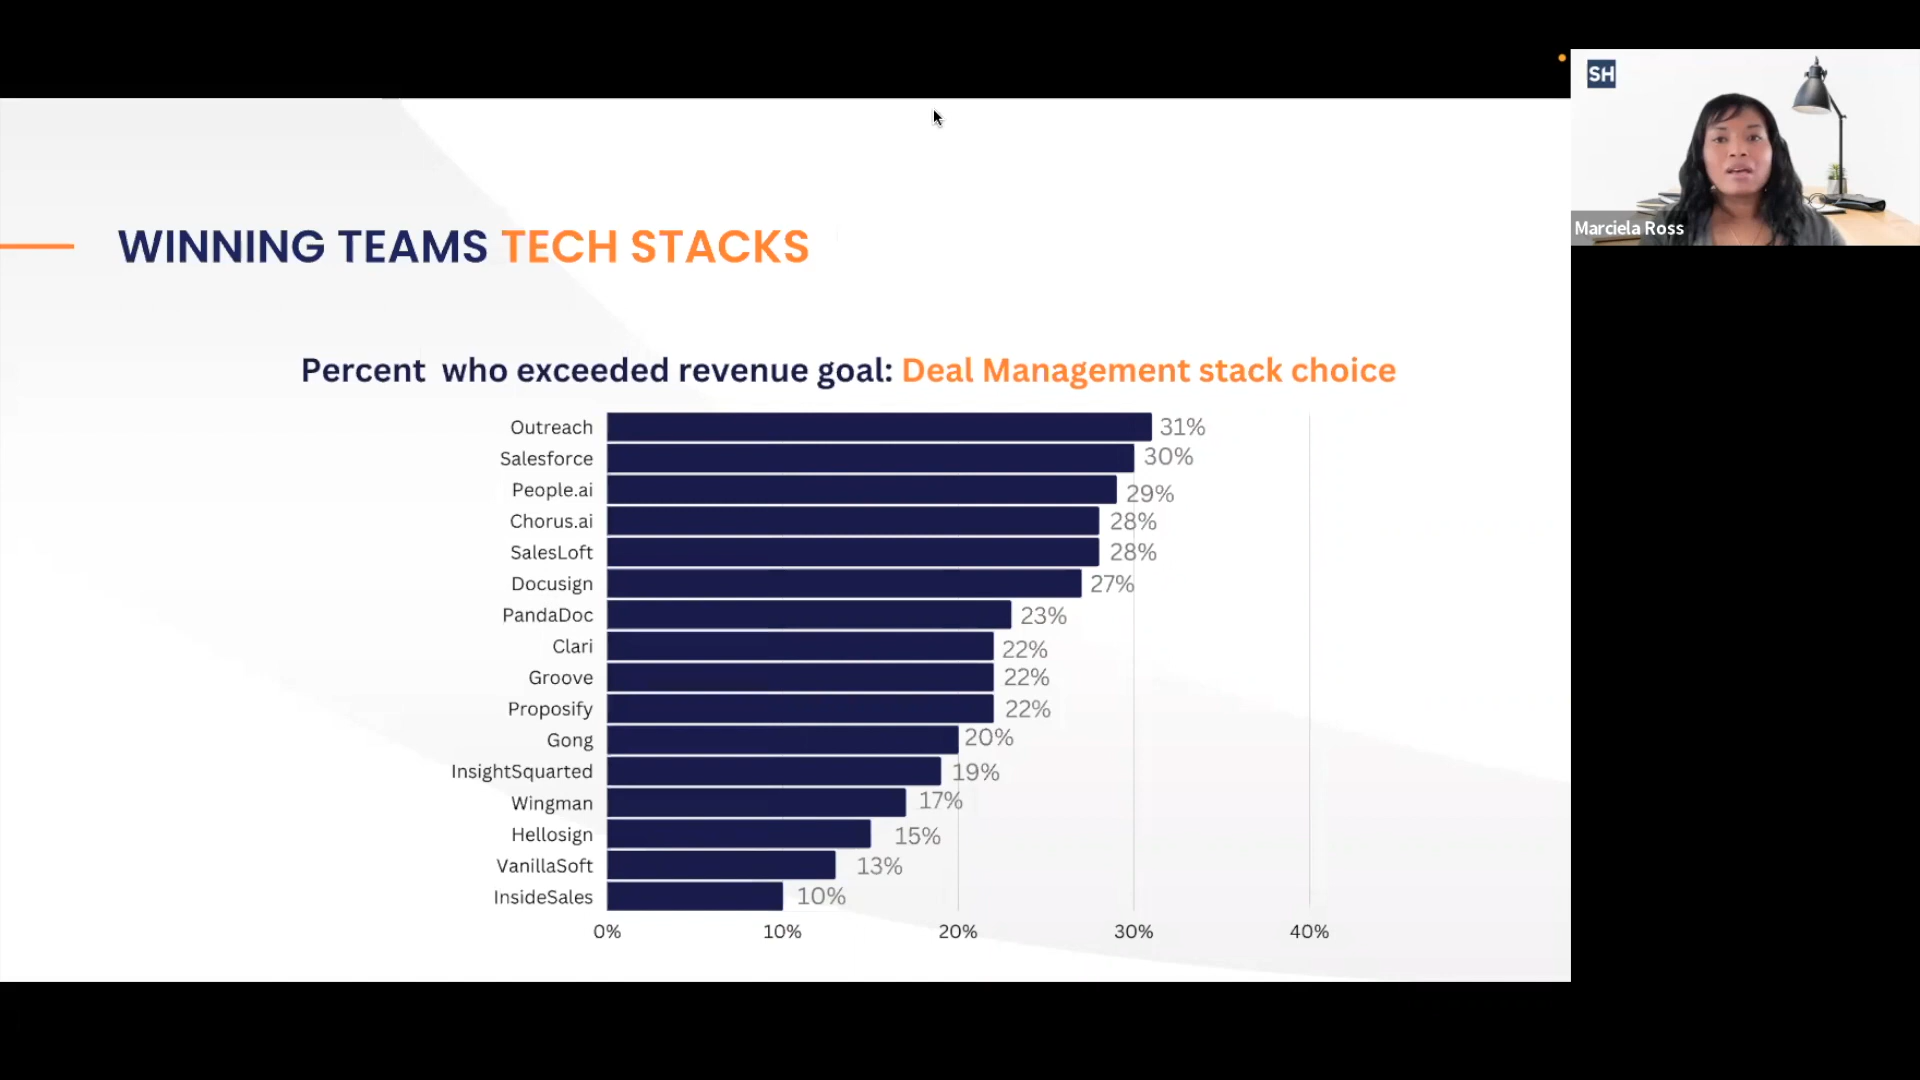 SH
Marciela Ross
WINNING TEAMS TECH STACKS
Percent who exceeded revenue goal: Deal Management stack choice
Outreach 31%
Salesforce 30%
People.ai 29%
Chorus.ai 28%
SalesLoft 28%
Docusign 27%
PandaDoc 23%
Clari 22%
Groove 22%
Proposify 22%
Gong 20%
InsightSquarted 19%
Wingman 17%
Hellosign 15%
VanillaSoft 13%
InsideSales 10%
0% 10% 20% 30% 40%